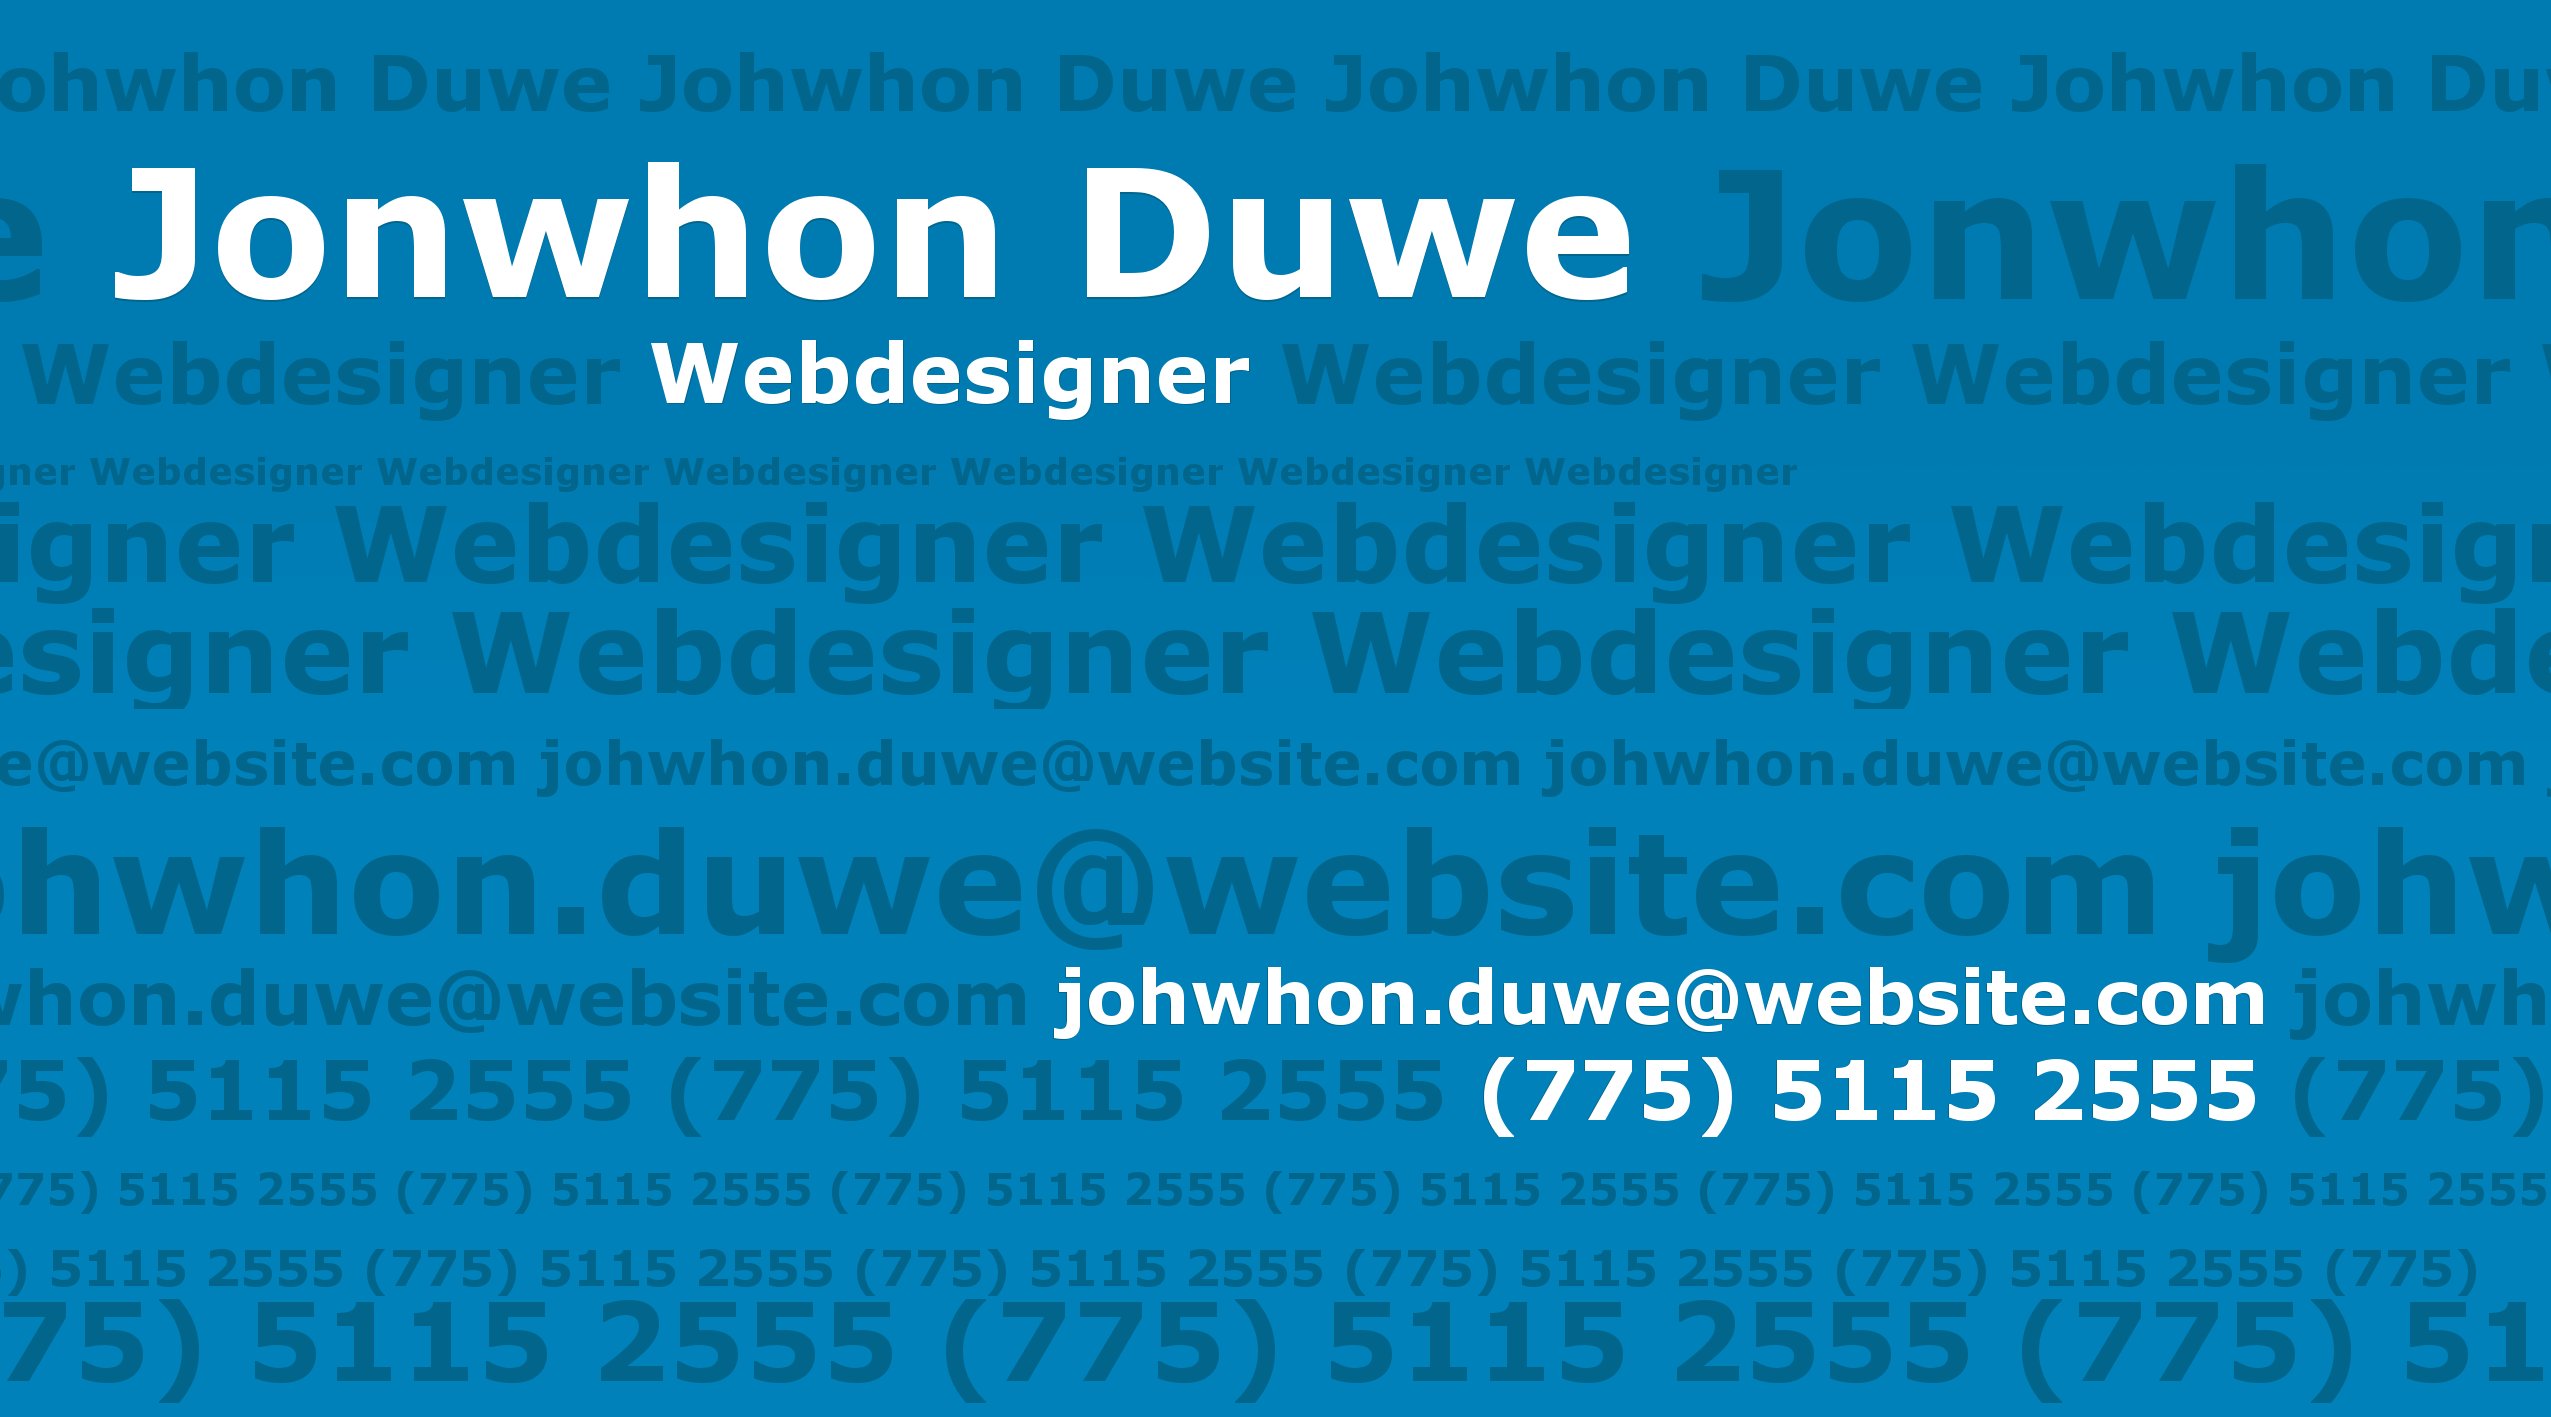 ohwhon Duwe Johwhon Duwe Johwhon Duwe Johwhon Du
e Jonwhon Duwe Jonwhon
Webdesigner Webdesigner Webdesigner Webdesigner
gner Webdesigner Webdesigner Webdesigner Webdesigner Webdesigner Webdesigner
igner Webdesigner Webdesigner Webdesign
esigner Webdesigner Webdesigner Webde
e@website.com johwhon.duwe@website.com johwhon.duwe@website.com
ohwhon.duwe@website.com johw
whon.duwe@website.com johwhon.duwe@website.com johwh
75) 5115 2555 (775) 5115 2555 (775) 5115 2555 (775)
775) 5115 2555 (775) 5115 2555 (775) 5115 2555 (775) 5115 2555 (775) 5115 2555 (775) 5115 2555
) 5115 2555 (775) 5115 2555 (775) 5115 2555 (775) 5115 2555 (775) 5115 2555 (775)
75) 5115 2555 (775) 5115 2555 (775) 51